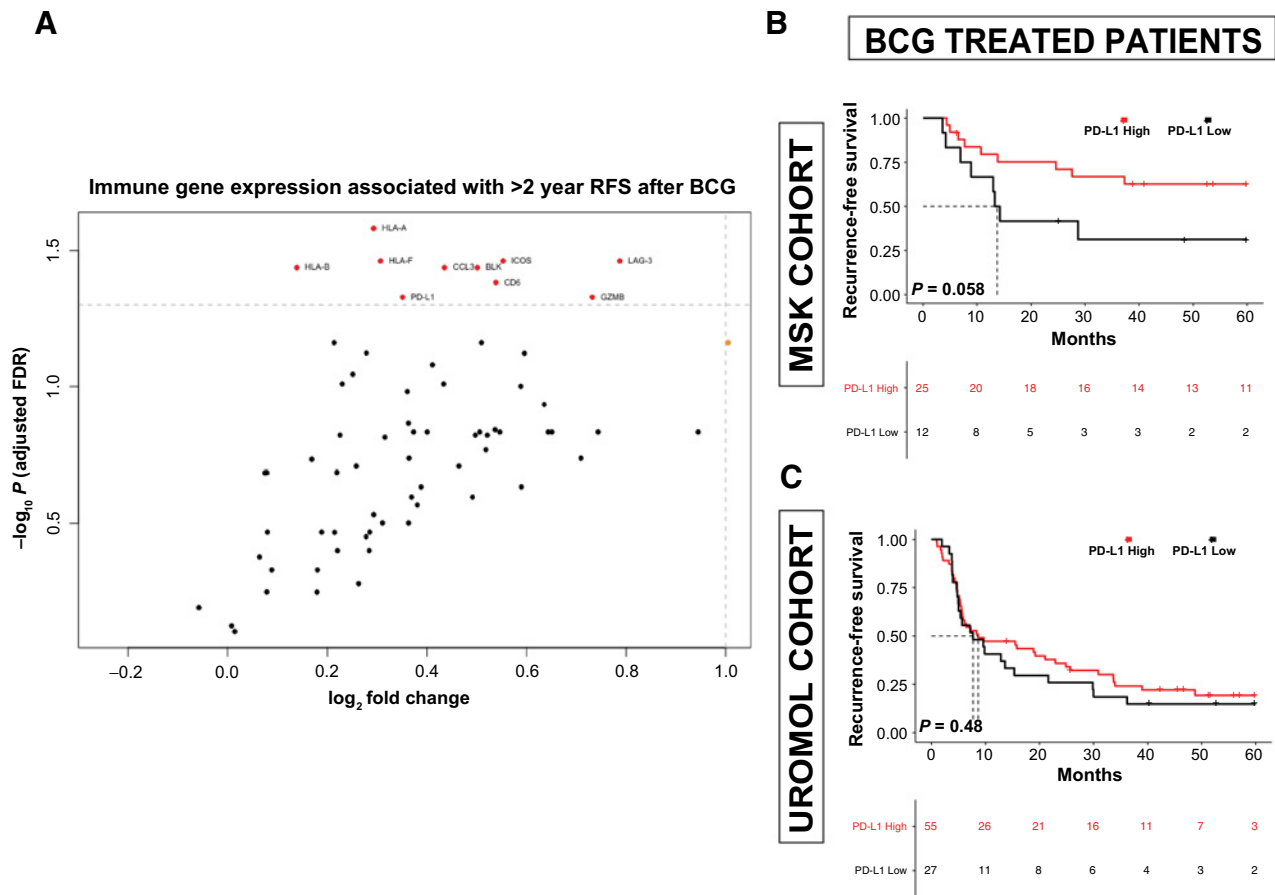 A
Immune gene expression associated with >2 year RFS after BCG
–log₁₀ P (adjusted FDR)
1.5
1.0
0.5
HLA-A
HLA-B
HLA-F
CCL3
BLK
ICOS
LAG-3
CD6
PD-L1
GZMB
–0.2
0.0
0.2
0.4
0.6
0.8
1.0
log₂ fold change
B
BCG TREATED PATIENTS
MSK COHORT
Recurrence-free survival
1.00
0.75
0.50
0.25
0.00
PD-L1 High
PD-L1 Low
P = 0.058
0 10 20 30 40 50 60
Months
PD-L1 High 25 20 18 16 14 13 11
PD-L1 Low 12 8 5 3 3 2 2
C
UROMOL COHORT
Recurrence-free survival
1.00
0.75
0.50
0.25
0.00
PD-L1 High
PD-L1 Low
P = 0.48
0 10 20 30 40 50 60
Months
PD-L1 High 55 26 21 16 11 7 3
PD-L1 Low 27 11 8 6 4 3 2